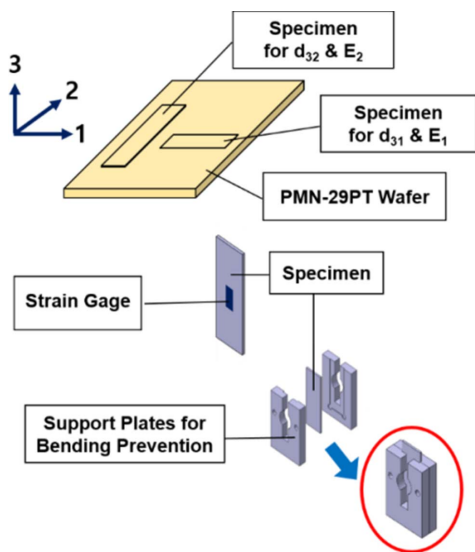 Specimen
for d32 & E2
3
2
1
Specimen
for d31 & E1
PMN-29PT Wafer
Specimen
Strain Gage
Support Plates for
Bending Prevention